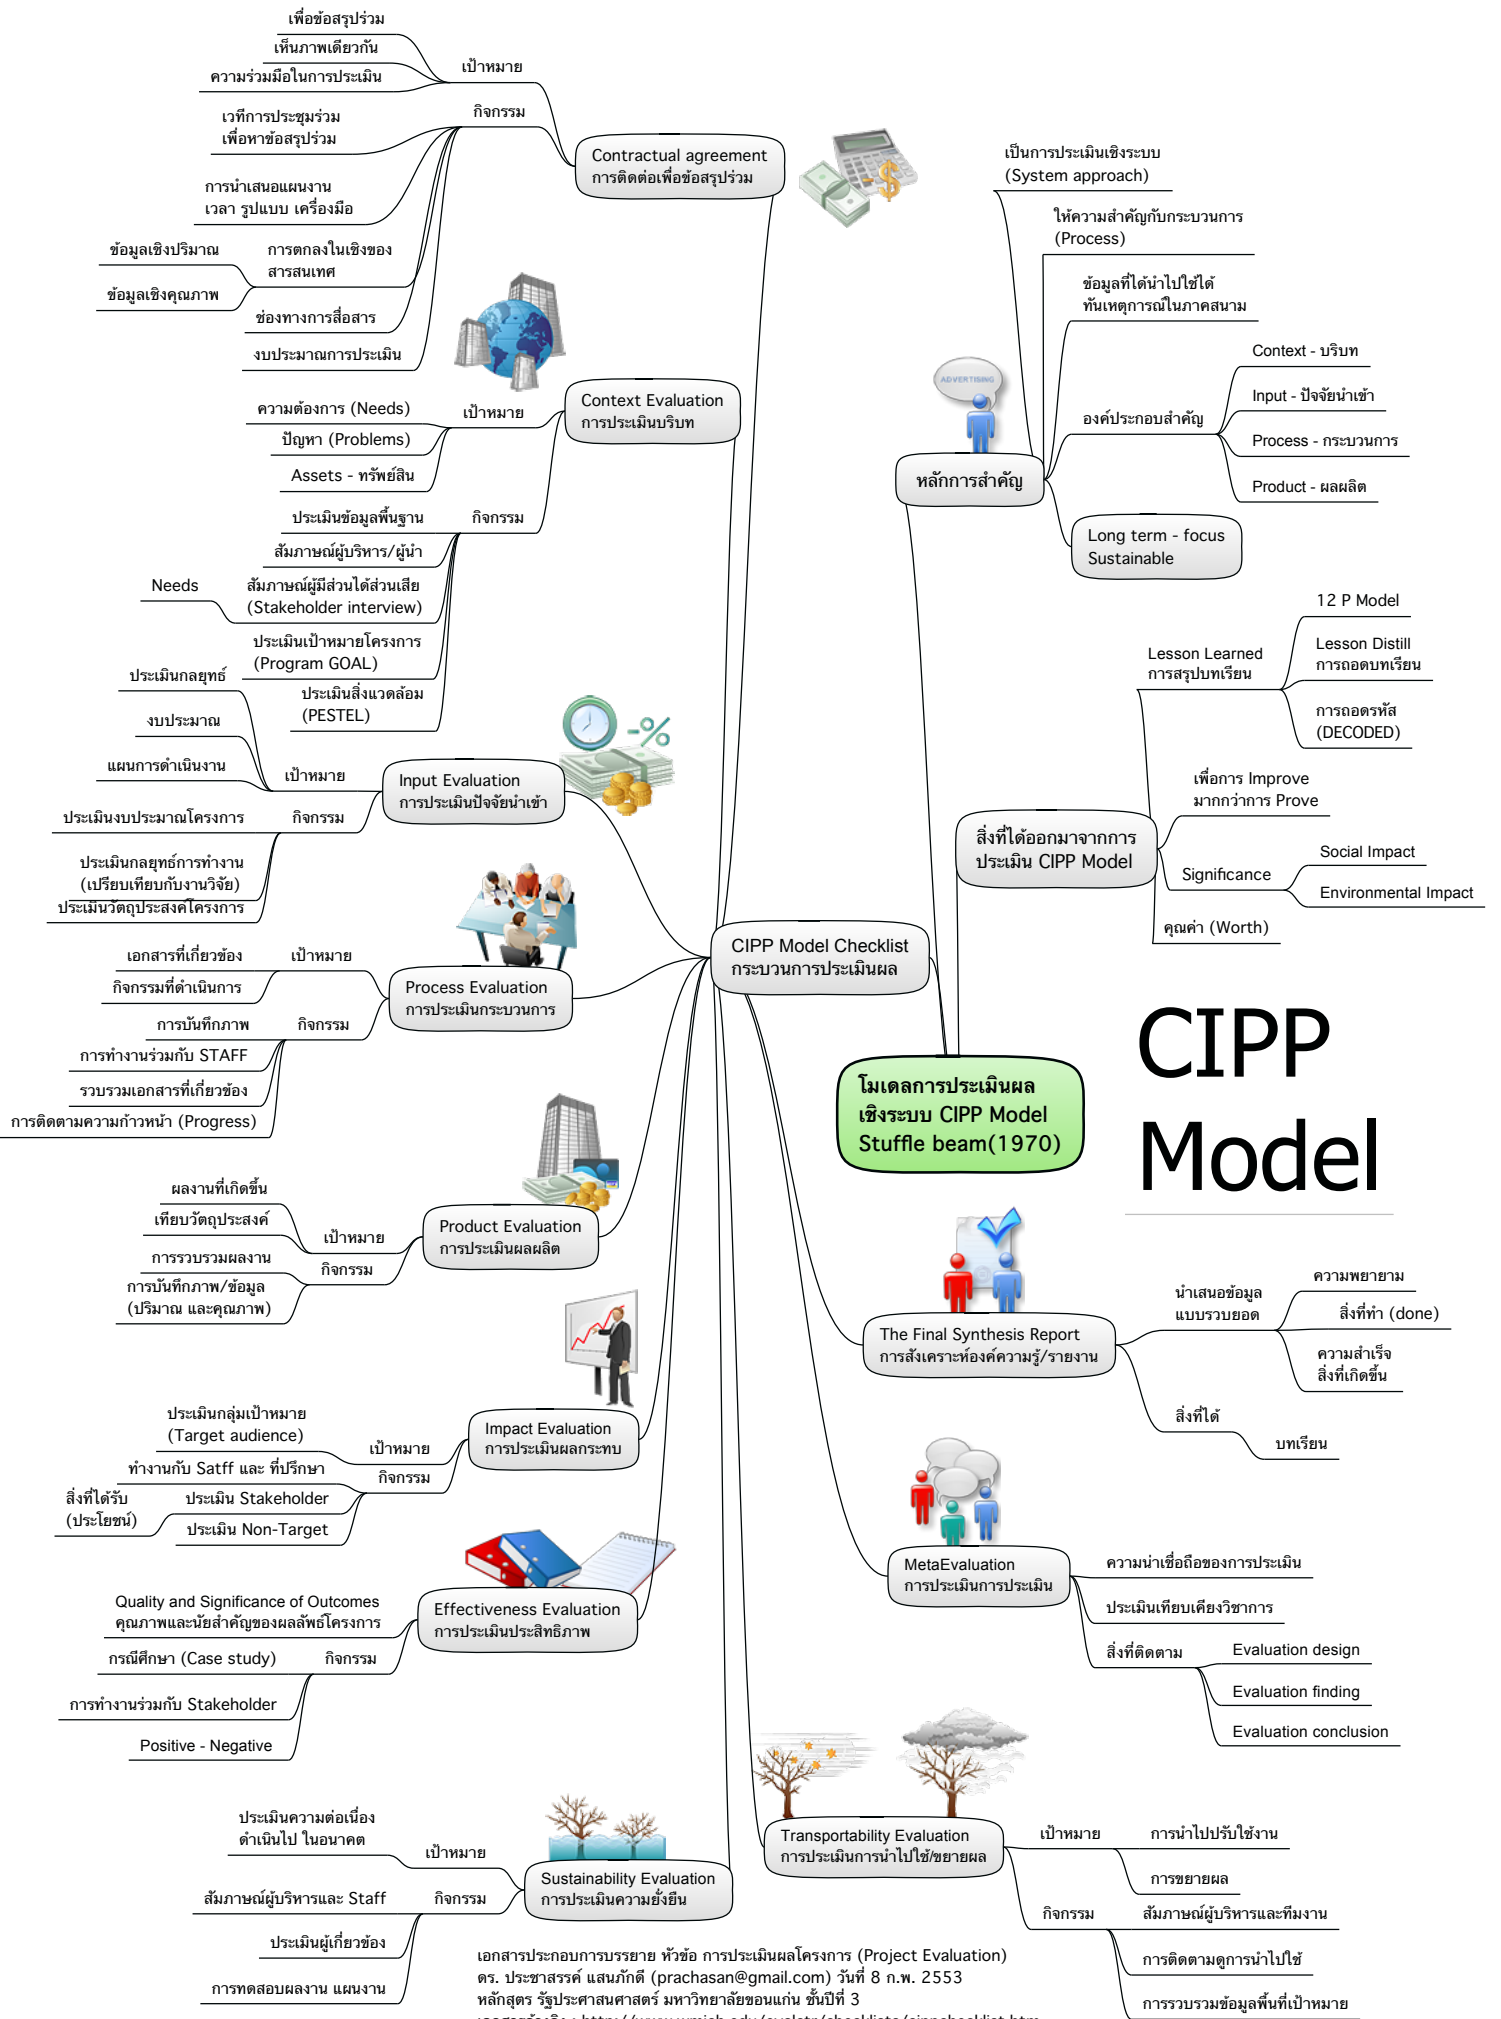 เพื่อข้อสรุปร่วม
เห็นภาพเดียวกัน
ความร่วมมือในการประเมิน
เป้าหมาย
กิจกรรม
เวทีการประชุมร่วม
เพื่อหาข้อสรุปร่วม
การนำเสนอแผนงาน
เวลา รูปแบบ เครื่องมือ
ข้อมูลเชิงปริมาณ
ข้อมูลเชิงคุณภาพ
การตกลงในเชิงของ
สารสนเทศ
ช่องทางการสื่อสาร
งบประมาณการประเมิน
Contractual agreement
การติดต่อเพื่อข้อสรุปร่วม
ความต้องการ (Needs)
ปัญหา (Problems)
Assets - ทรัพย์สิน
เป้าหมาย
Context Evaluation
การประเมินบริบท
ประเมินข้อมูลพื้นฐาน
กิจกรรม
สัมภาษณ์ผู้บริหาร/ผู้นำ
Needs
สัมภาษณ์ผู้มีส่วนได้ส่วนเสีย
(Stakeholder interview)
ประเมินเป้าหมายโครงการ
(Program GOAL)
ประเมินสิ่งแวดล้อม
(PESTEL)
ประเมินกลยุทธ์
งบประมาณ
แผนการดำเนินงาน
เป้าหมาย
Input Evaluation
การประเมินปัจจัยนำเข้า
ประเมินงบประมาณโครงการ
กิจกรรม
ประเมินกลยุทธ์การทำงาน
(เปรียบเทียบกับงานวิจัย)
ประเมินวัตถุประสงค์โครงการ
เอกสารที่เกี่ยวข้อง
เป้าหมาย
กิจกรรมที่ดำเนินการ
Process Evaluation
การประเมินกระบวนการ
การบันทึกภาพ
กิจกรรม
การทำงานร่วมกับ STAFF
รวบรวมเอกสารที่เกี่ยวข้อง
การติดตามความก้าวหน้า (Progress)
ผลงานที่เกิดขึ้น
เทียบวัตถุประสงค์
เป้าหมาย
Product Evaluation
การประเมินผลผลิต
การรวบรวมผลงาน
กิจกรรม
การบันทึกภาพ/ข้อมูล
(ปริมาณ และคุณภาพ)
ประเมินกลุ่มเป้าหมาย
(Target audience)
เป้าหมาย
Impact Evaluation
การประเมินผลกระทบ
ทำงานกับ Satff และ ที่ปรึกษา
กิจกรรม
สิ่งที่ได้รับ
(ประโยชน์)
ประเมิน Stakeholder
ประเมิน Non-Target
Quality and Significance of Outcomes
คุณภาพและนัยสำคัญของผลลัพธ์โครงการ
Effectiveness Evaluation
การประเมินประสิทธิภาพ
กรณีศึกษา (Case study)
กิจกรรม
การทำงานร่วมกับ Stakeholder
Positive - Negative
ประเมินความต่อเนื่อง
ดำเนินไป ในอนาคต
เป้าหมาย
Sustainability Evaluation
การประเมินความยั่งยืน
สัมภาษณ์ผู้บริหารและ Staff
กิจกรรม
ประเมินผู้เกี่ยวข้อง
การทดสอบผลงาน แผนงาน
CIPP Model Checklist
กระบวนการประเมินผล
เป็นการประเมินเชิงระบบ
(System approach)
ให้ความสำคัญกับกระบวนการ
(Process)
ข้อมูลที่ได้นำไปใช้ได้
ทันเหตุการณ์ในภาคสนาม
ADVERTISING
หลักการสำคัญ
องค์ประกอบสำคัญ
Context - บริบท
Input - ปัจจัยนำเข้า
Process - กระบวนการ
Product - ผลผลิต
Long term - focus
Sustainable
Lesson Learned
การสรุปบทเรียน
12 P Model
Lesson Distill
การถอดบทเรียน
การถอดรหัส
(DECODED)
เพื่อการ Improve
มากกว่าการ Prove
สิ่งที่ได้ออกมาจากการ
ประเมิน CIPP Model
Significance
Social Impact
Environmental Impact
คุณค่า (Worth)
โมเดลการประเมินผล
เชิงระบบ CIPP Model
Stuffle beam(1970)
CIPP
Model
The Final Synthesis Report
การสังเคราะห์องค์ความรู้/รายงาน
นำเสนอข้อมูล
แบบรวบยอด
ความพยายาม
สิ่งที่ทำ (done)
ความสำเร็จ
สิ่งที่เกิดขึ้น
สิ่งที่ได้
บทเรียน
MetaEvaluation
การประเมินการประเมิน
ความน่าเชื่อถือของการประเมิน
ประเมินเทียบเคียงวิชาการ
สิ่งที่ติดตาม
Evaluation design
Evaluation finding
Evaluation conclusion
Transportability Evaluation
การประเมินการนำไปใช้/ขยายผล
เป้าหมาย
การนำไปปรับใช้งาน
การขยายผล
กิจกรรม
สัมภาษณ์ผู้บริหารและทีมงาน
การติดตามดูการนำไปใช้
การรวบรวมข้อมูลพื้นที่เป้าหมาย
เอกสารประกอบการบรรยาย หัวข้อ การประเมินผลโครงการ (Project Evaluation)
ดร. ประชาสรรค์ แสนภักดี (prachasan@gmail.com) วันที่ 8 ก.พ. 2553
หลักสุตร รัฐประศาสนศาสตร์ มหาวิทยาลัยขอนแก่น ชั้นปีที่ 3
เอกสารอ้างอิง : http://www.wmich.edu/evalctr/checklists/cippchecklist.htm